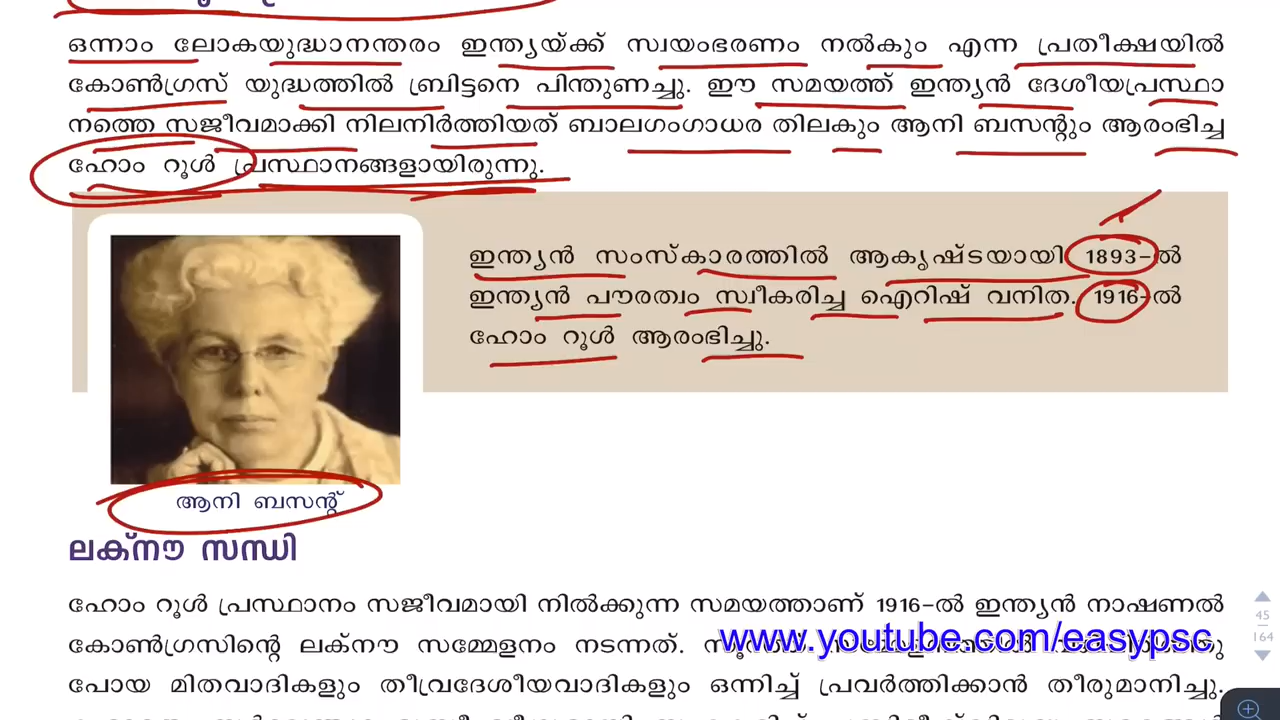 ഒന്നാം ലോകയുദ്ധാനന്തരം ഇന്ത്യയ്ക്ക് സ്വയംഭരണം നൽകും എന്ന പ്രതീക്ഷയിൽ
കോൺഗ്രസ് യുദ്ധത്തിൽ ബ്രിട്ടനെ പിന്തുണച്ചു. ഈ സമയത്ത് ഇന്ത്യൻ ദേശീയപ്രസ്ഥാ
നത്തെ സജീവമാക്കി നിലനിർത്തിയത് ബാലഗംഗാധര തിലകും ആനി ബസന്റും ആരംഭിച്ച
ഹോം റൂൾ പ്രസ്ഥാനങ്ങളായിരുന്നു.
ഇന്ത്യൻ സംസ്കാരത്തിൽ ആകൃഷ്ടയായി 1893-ൽ
ഇന്ത്യൻ പൗരത്വം സ്വീകരിച്ച ഐറിഷ് വനിത. 1916-ൽ
ഹോം റൂൾ ആരംഭിച്ചു.
ആനി ബസന്റ്
ലക്നൗ സന്ധി
ഹോം റൂൾ പ്രസ്ഥാനം സജീവമായി നിൽക്കുന്ന സമയത്താണ് 1916-ൽ ഇന്ത്യൻ നാഷണൽ
കോൺഗ്രസിന്റെ ലക്നൗ സമ്മേളനം നടന്നത്.
www.youtube.com/easypsc
പോയ മിതവാദികളും തീവ്രദേശീയവാദികളും ഒന്നിച്ച് പ്രവർത്തിക്കാൻ തീരുമാനിച്ചു.
45
164